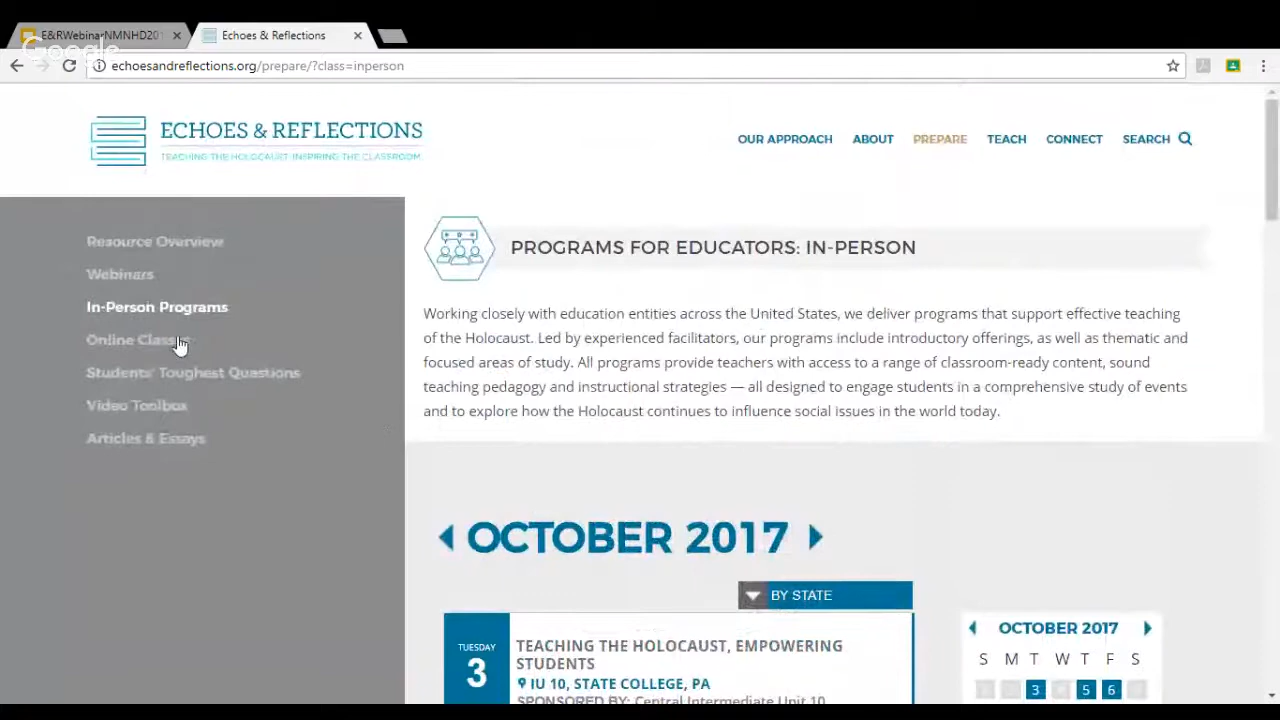 E&RWebinarNMNHD201
Echoes & Reflections
Google
echoesandreflections.org/prepare/?class=inperson
ECHOES & REFLECTIONS
TEACHING THE HOLOCAUST, INSPIRING THE CLASSROOM
OUR APPROACH ABOUT PREPARE TEACH CONNECT SEARCH
Resource Overview
Webinars
In-Person Programs
Online Class
Students' Toughest Questions
Video Toolbox
Articles & Essays
PROGRAMS FOR EDUCATORS: IN-PERSON
Working closely with education entities across the United States, we deliver programs that support effective teaching
of the Holocaust. Led by experienced facilitators, our programs include introductory offerings, as well as thematic and
focused areas of study. All programs provide teachers with access to a range of classroom-ready content, sound
teaching pedagogy and instructional strategies — all designed to engage students in a comprehensive study of events
and to explore how the Holocaust continues to influence social issues in the world today.
OCTOBER 2017
BY STATE
TUESDAY
3
TEACHING THE HOLOCAUST, EMPOWERING
STUDENTS
IU 10, STATE COLLEGE, PA
SPONSORED BY: Central Intermediate Unit 10
OCTOBER 2017
S M T W T F S
3 5 6